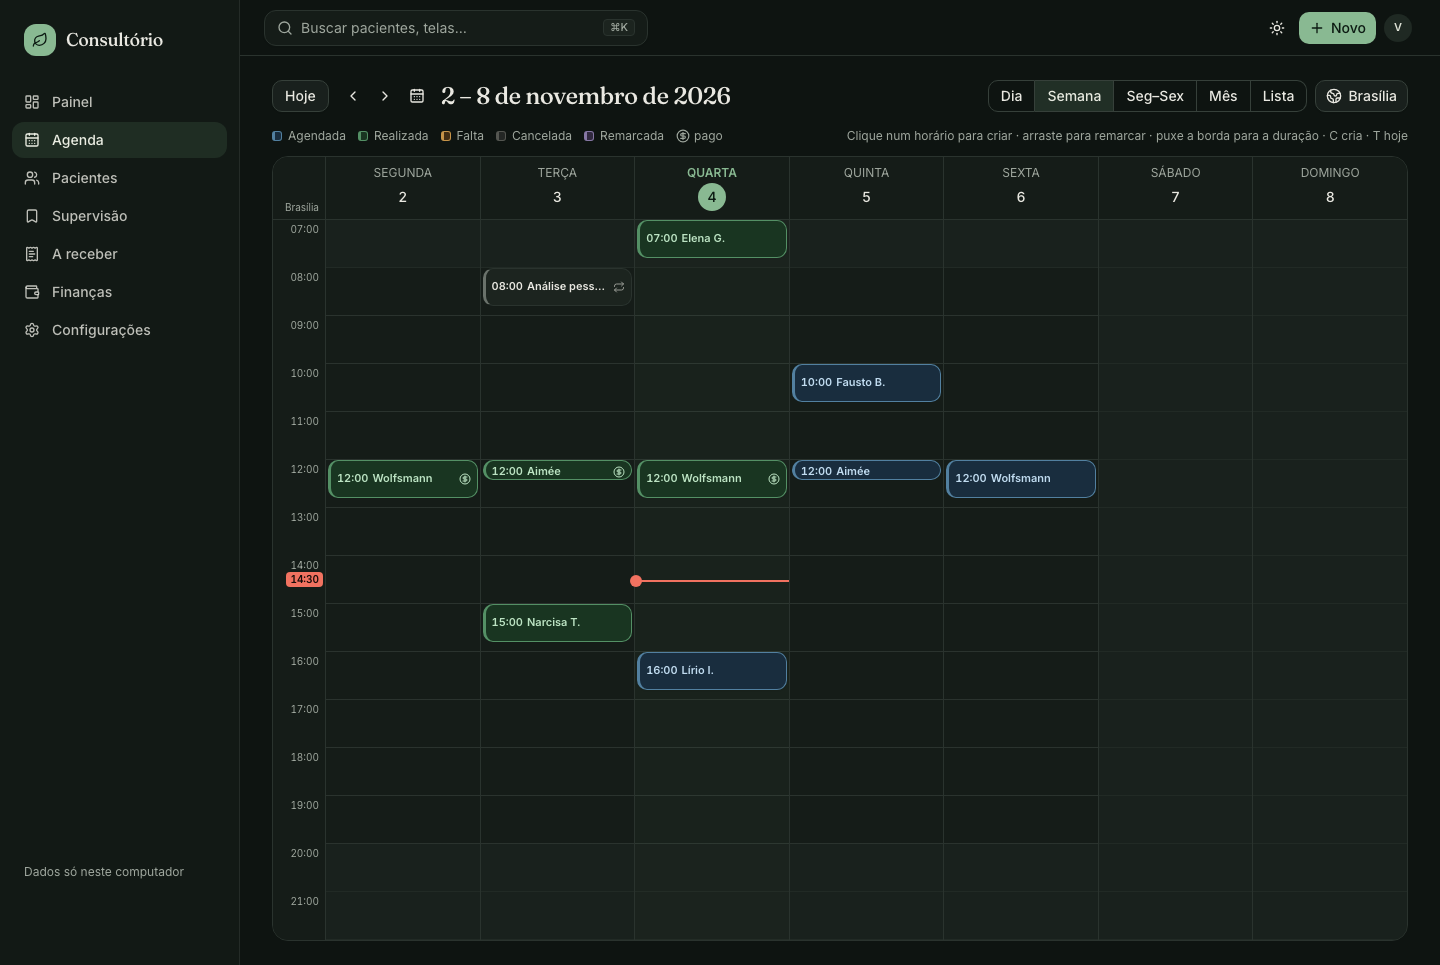 Consultório
Buscar pacientes, telas...
⌘K
Novo
V
Painel
Agenda
Pacientes
Supervisão
A receber
Finanças
Configurações
Dados só neste computador
Hoje
2 – 8 de novembro de 2026
Dia
Semana
Seg–Sex
Mês
Lista
Brasília
Agendada
Realizada
Falta
Cancelada
Remarcada
pago
Clique num horário para criar · arraste para remarcar · puxe a borda para a duração · C cria · T hoje
Brasília
SEGUNDA
2
TERÇA
3
QUARTA
4
QUINTA
5
SEXTA
6
SÁBADO
7
DOMINGO
8
07:00
07:00 Elena G.
08:00
08:00 Análise pess...
09:00
10:00
10:00 Fausto B.
11:00
12:00
12:00 Wolfsmann
12:00 Aimée
12:00 Wolfsmann
12:00 Aimée
12:00 Wolfsmann
13:00
14:00
14:30
15:00
15:00 Narcisa T.
16:00
16:00 Lírio I.
17:00
18:00
19:00
20:00
21:00